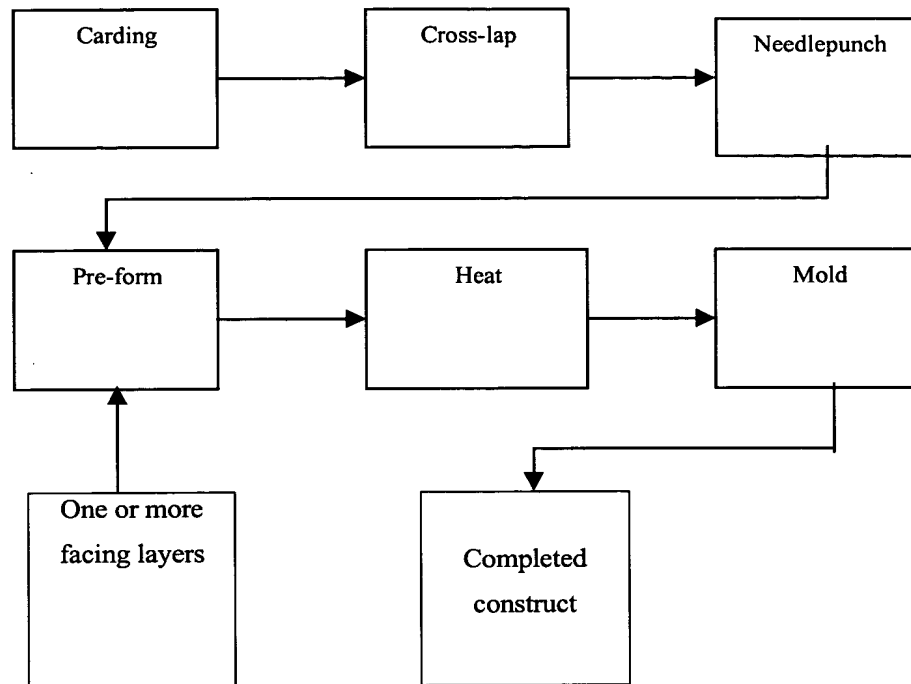 Carding
Cross-lap
Needlepunch
Pre-form
Heat
Mold
One or more
facing layers
Completed
construct